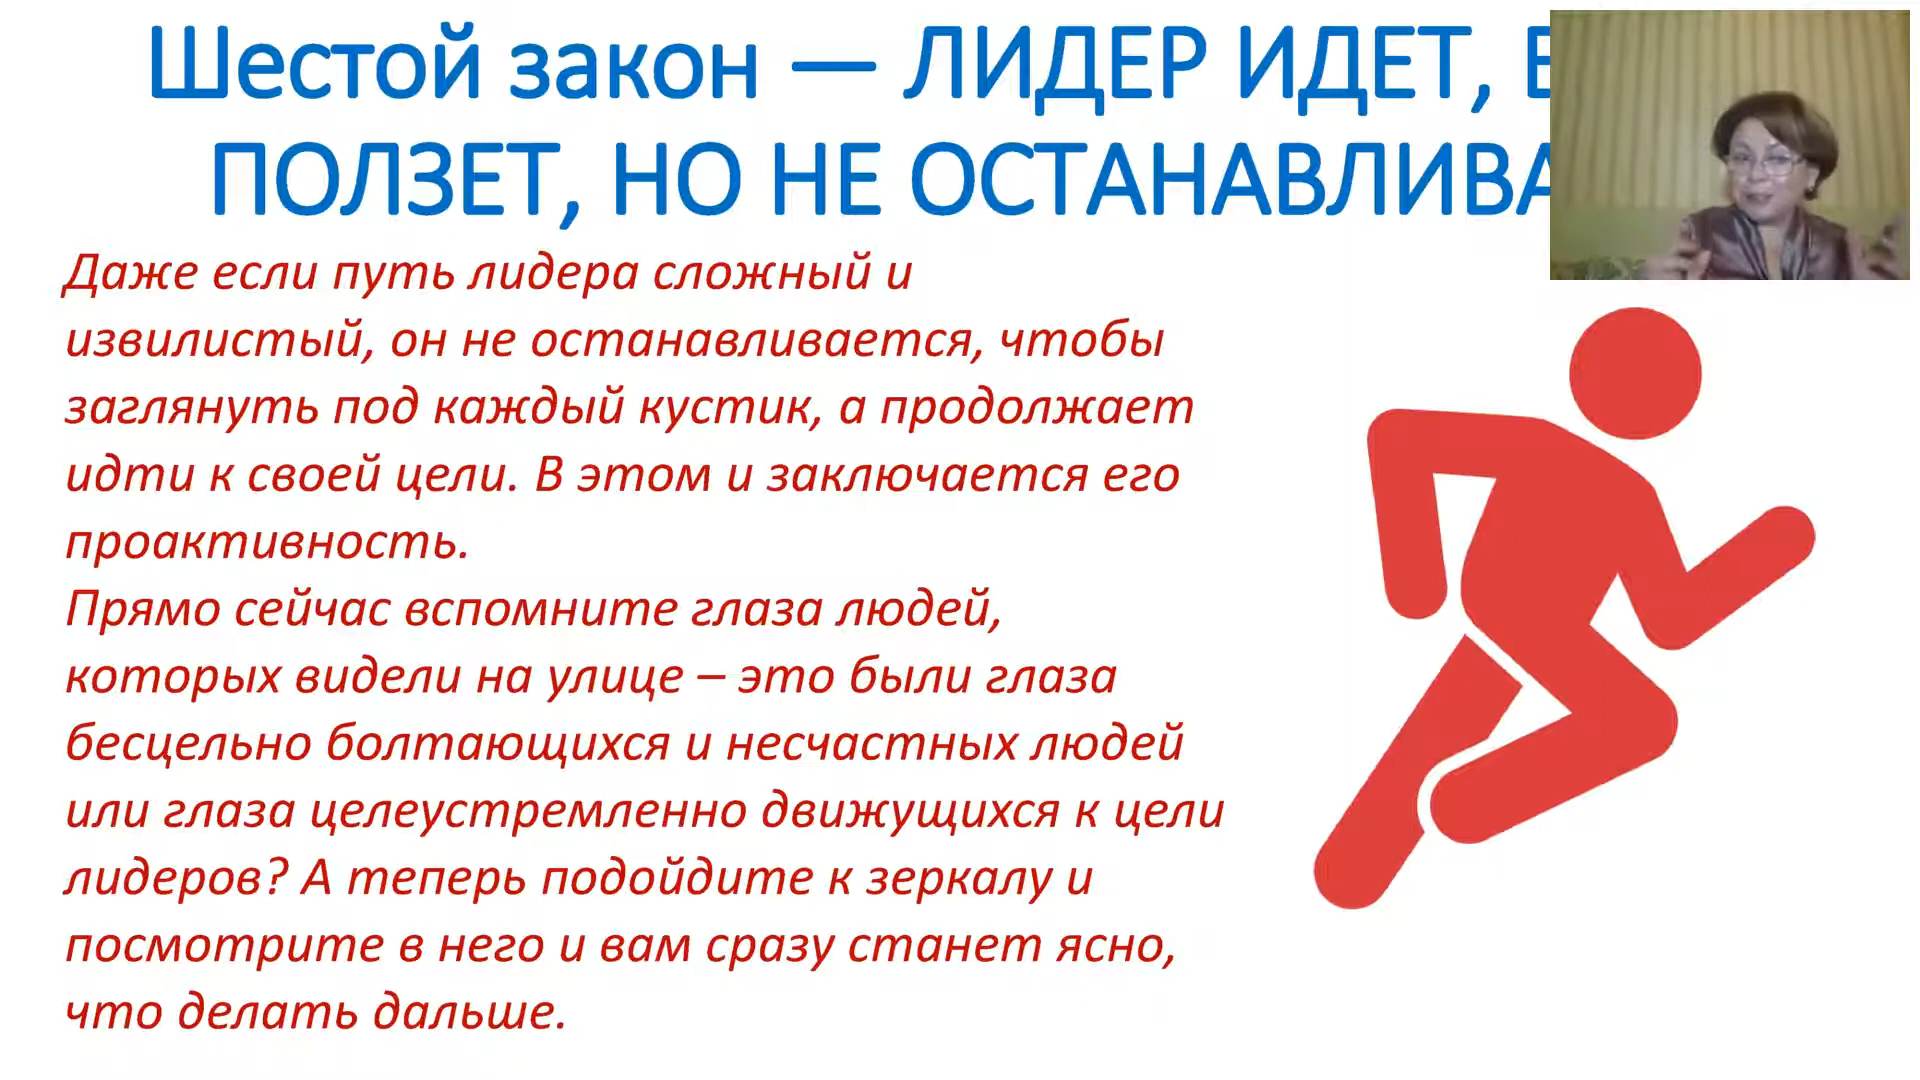 Шестой закон — ЛИДЕР ИДЕТ,
ПОЛЗЕТ, НО НЕ
Даже если путь лидера сложный и
извилистый, он не останавливается, чтобы
заглянуть под каждый кустик, а продолжает
идти к своей цели. В этом и заключается его
проактивность.
Прямо сейчас вспомните глаза людей,
которых видели на улице – это были глаза
бесцельно болтающихся и несчастных людей
или глаза целеустремленно движущихся к цели
лидеров? А теперь подойдите к зеркалу и
посмотрите в него и вам сразу станет ясно,
что делать дальше.